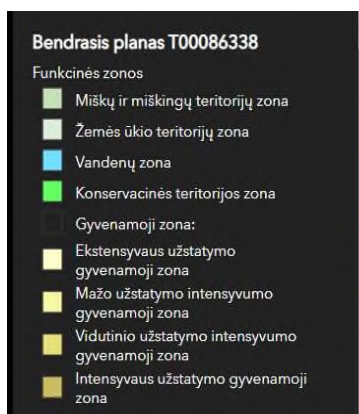 Bendrasis planas T00086338
Funkcinės zonos
Miškų ir miškingų teritorijų zona
Žemės ūkio teritorijų zona
Vandenų zona
Konservacinės teritorijos zona
Gyvenamoji zona:
Ekstensyvaus užstatymo
gyvenamoji zona
Mažo užstatymo intensyvumo
gyvenamoji zona
Vidutinio užstatymo intensyvumo
gyvenamoji zona
Intensyvaus užstatymo gyvenamoji
zona